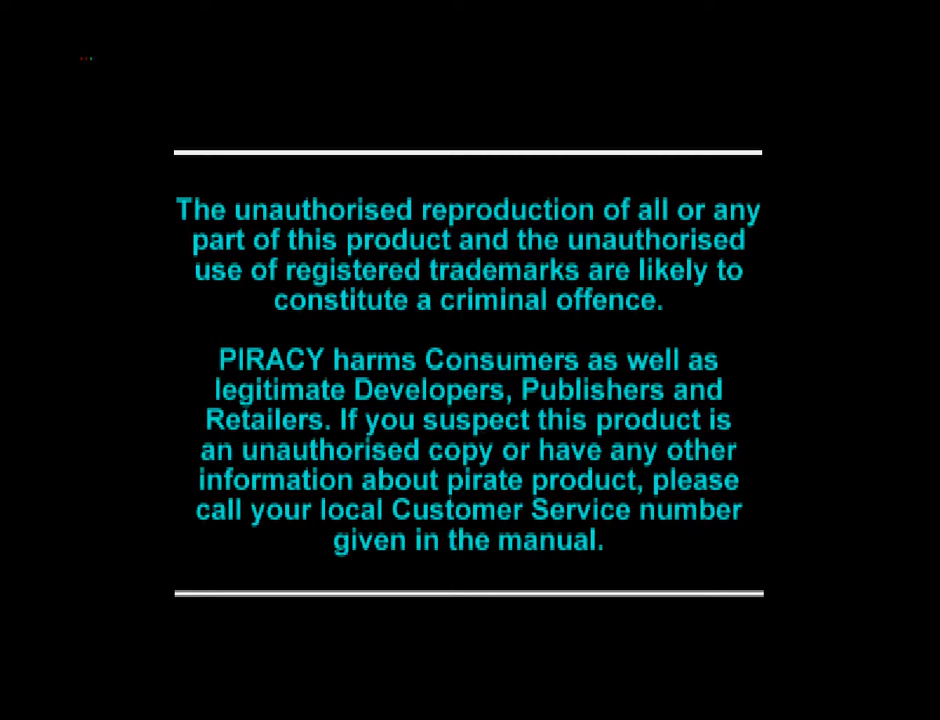 The unauthorised reproduction of all or any
part of this product and the unauthorised
use of registered trademarks are likely to
constitute a criminal offence.
PIRACY harms Consumers as well as
legitimate Developers, Publishers and
Retailers. If you suspect this product is
an unauthorised copy or have any other
information about pirate product, please
call your local Customer Service number
given in the manual.